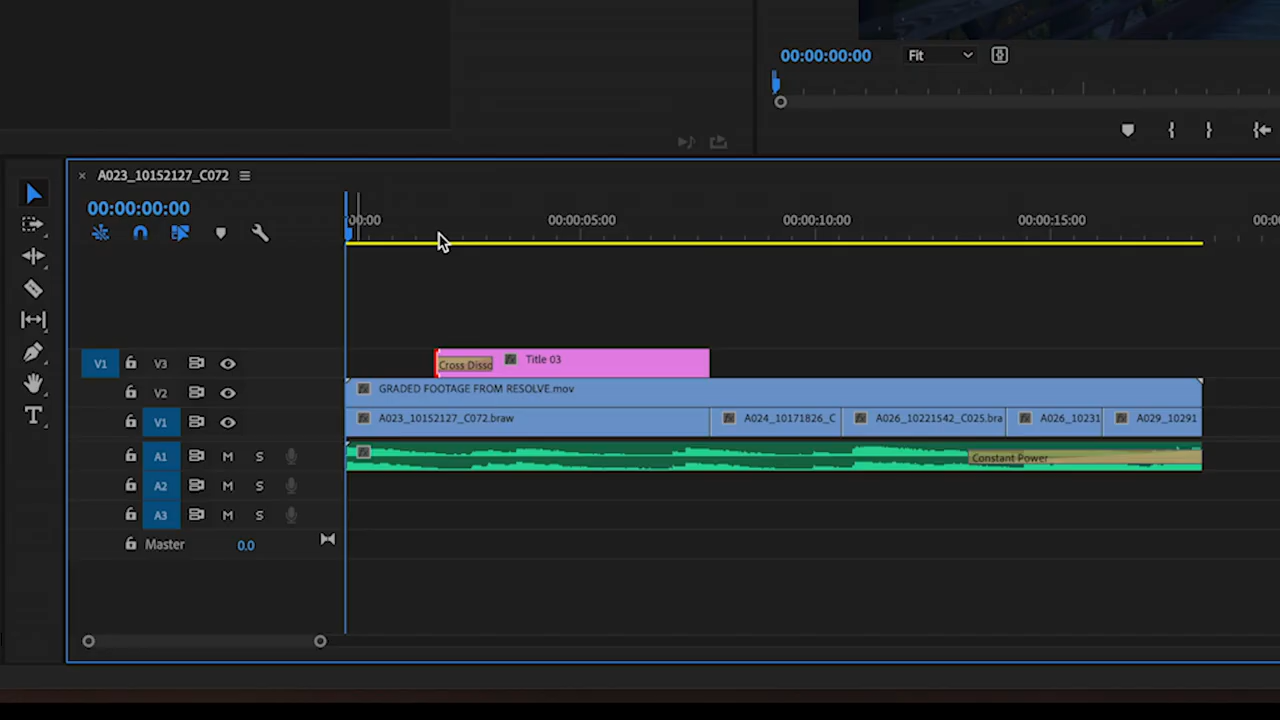 00:00:00:00 Fit
× A023_10152127_C072
00:00:00:00
:00:00 00:00:05:00 00:00:10:00 00:00:15:00 00:0
V1 V3 Cross Disso Title 03
V2 GRADED FOOTAGE FROM RESOLVE.mov
V1 A023_10152127_C072.braw A024_10171826_C A026_10221542_C025.bra A026_10231 A029_10291
A1 M S Constant Power
A2 M S
A3 M S
Master 0.0